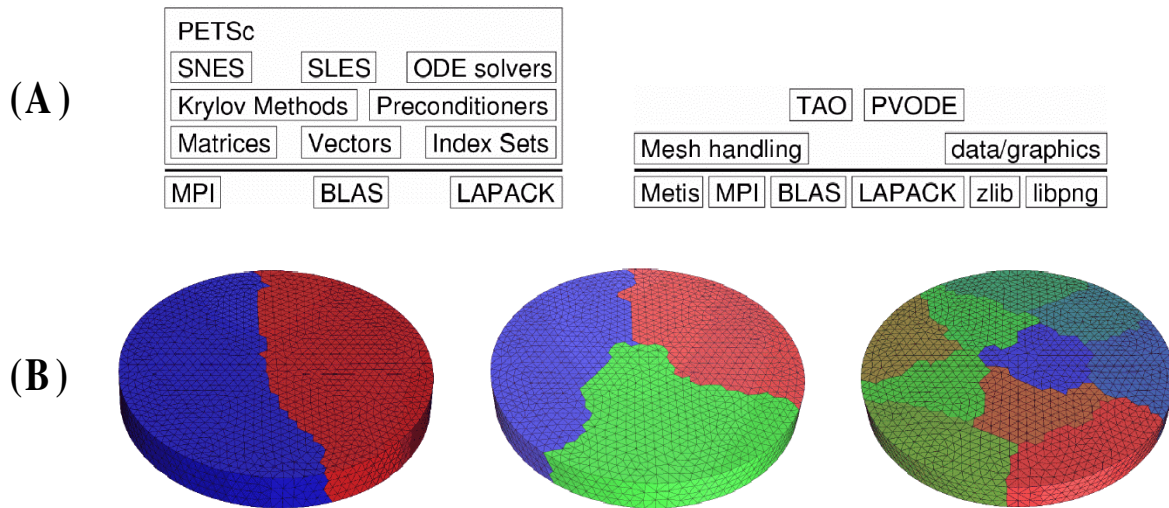 (A)
PETSc
SNES SLES ODE solvers
Krylov Methods Preconditioners
Matrices Vectors Index Sets
MPI BLAS LAPACK
TAO PVODE
Mesh handling data/graphics
Metis MPI BLAS LAPACK zlib libpng
(B)